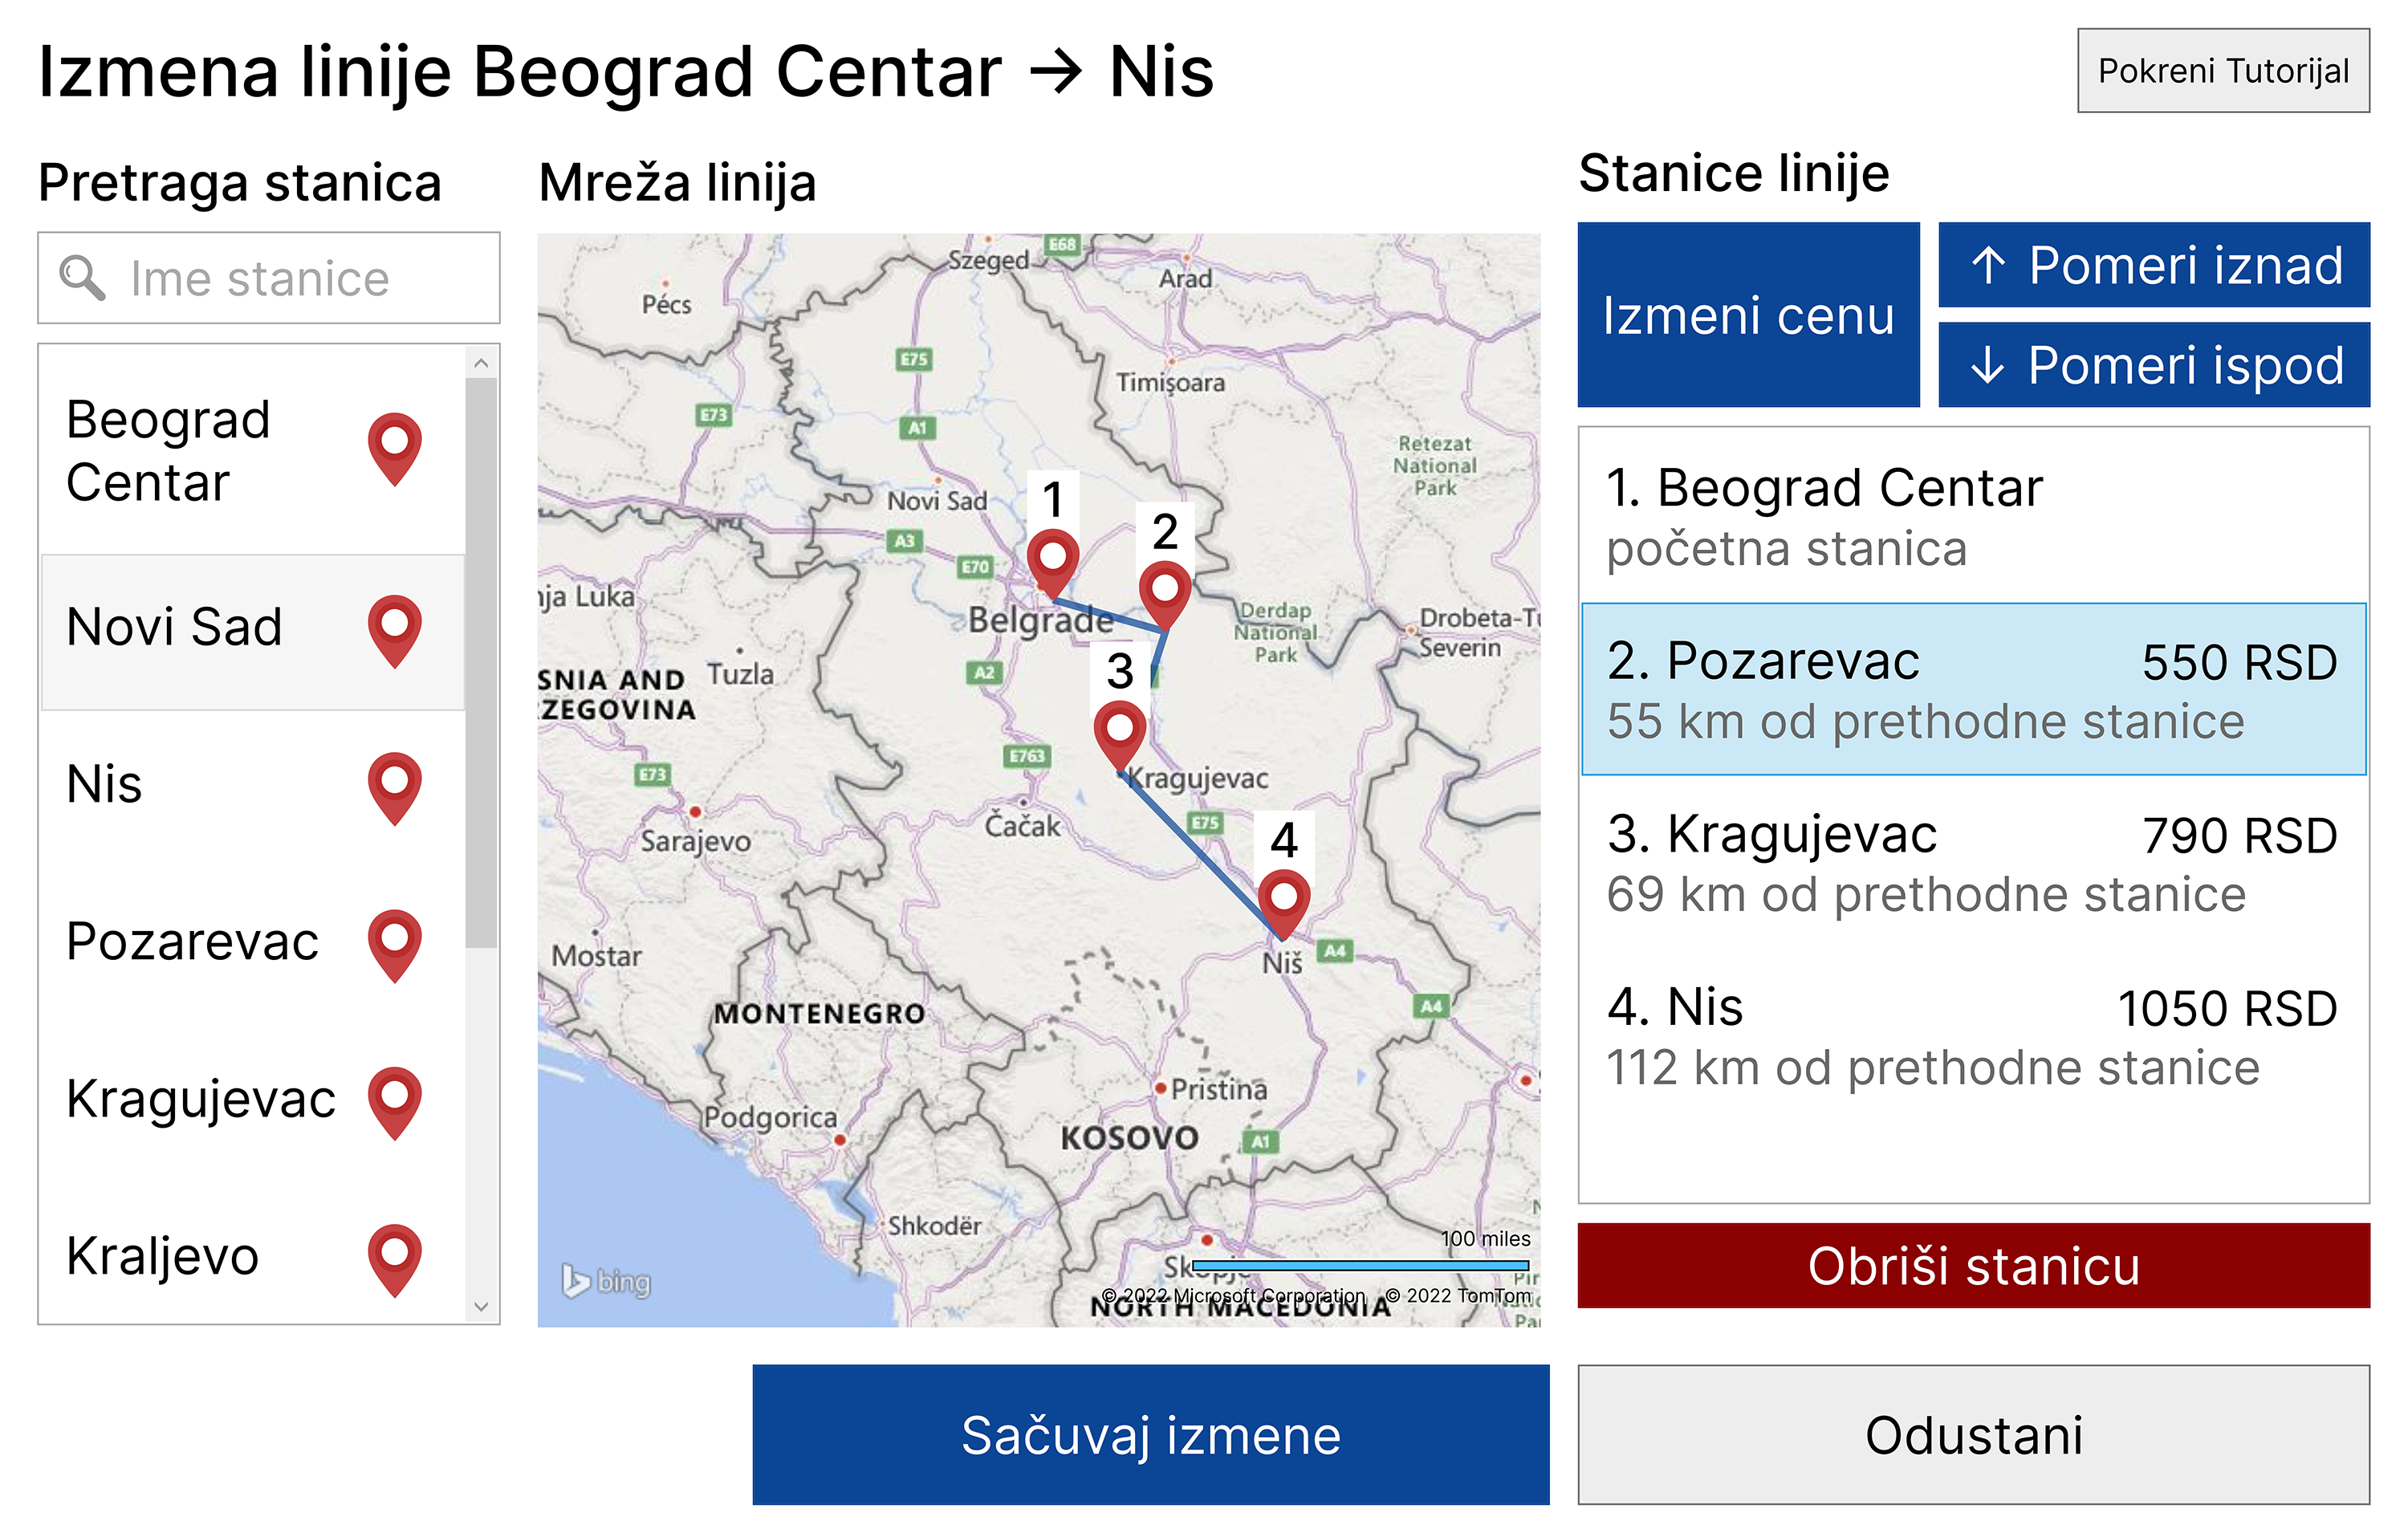 Izmena linije Beograd Centar → Nis
Pokreni Tutorijal
Pretraga stanica
Ime stanice
Beograd
Centar
Novi Sad
Nis
Pozarevac
Kragujevac
Kraljevo
Mreža linija
Szeged
E68
Arad
Pécs
E75
Timişoara
E73
A1
Retezat
National
Park
Novi Sad
1
2
A3
E70
nja Luka
Belgrade
Derdap
National
Park
Drobeta-Tu
Severin
3
A2
Tuzla
SNIA AND
ZEGOVINA
E763
E73
Kragujevac
Čačak
E75
Sarajevo
4
Mostar
Niš
A4
MONTENEGRO
A4
Pristina
Podgorica
KOSOVO
A1
Shkodër
100 miles
Skopje
bing
© 2022 Microsoft Corporation © 2022 TomTom
NORTH MACEDONIA
Stanice linije
Izmeni cenu
↑ Pomeri iznad
↓ Pomeri ispod
1. Beograd Centar
početna stanica
2. Pozarevac 550 RSD
55 km od prethodne stanice
3. Kragujevac 790 RSD
69 km od prethodne stanice
4. Nis 1050 RSD
112 km od prethodne stanice
Obriši stanicu
Sačuvaj izmene
Odustani